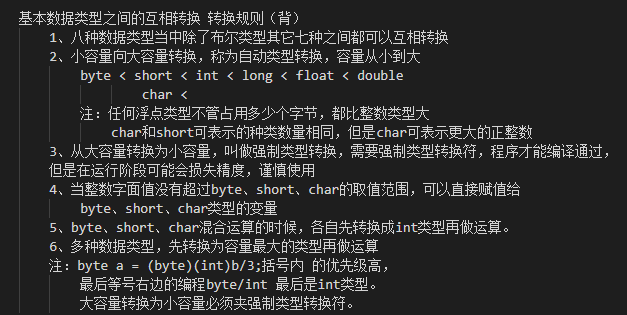 基本数据类型之间的互相转换 转换规则（背）
1、八种数据类型当中除了布尔类型其它七种之间都可以互相转换
2、小容量向大容量转换，称为自动类型转换，容量从小到大
byte < short < int < long < float < double
char <
注：任何浮点类型不管占用多少个字节，都比整数类型大
char和short可表示的种类数量相同，但是char可表示更大的正整数
3、从大容量转换为小容量，叫做强制类型转换，需要强制类型转换符，程序才能编译通过，
但是在运行阶段可能会损失精度，谨慎使用
4、当整数字面值没有超过byte、short、char的取值范围，可以直接赋值给
byte、short、char类型的变量
5、byte、short、char混合运算的时候，各自先转换成int类型再做运算。
6、多种数据类型，先转换为容量最大的类型再做运算
注：byte a = (byte)(int)b/3;括号内 的优先级高，
最后等号右边的编程byte/int 最后是int类型。
大容量转换为小容量必须夹强制类型转换符。